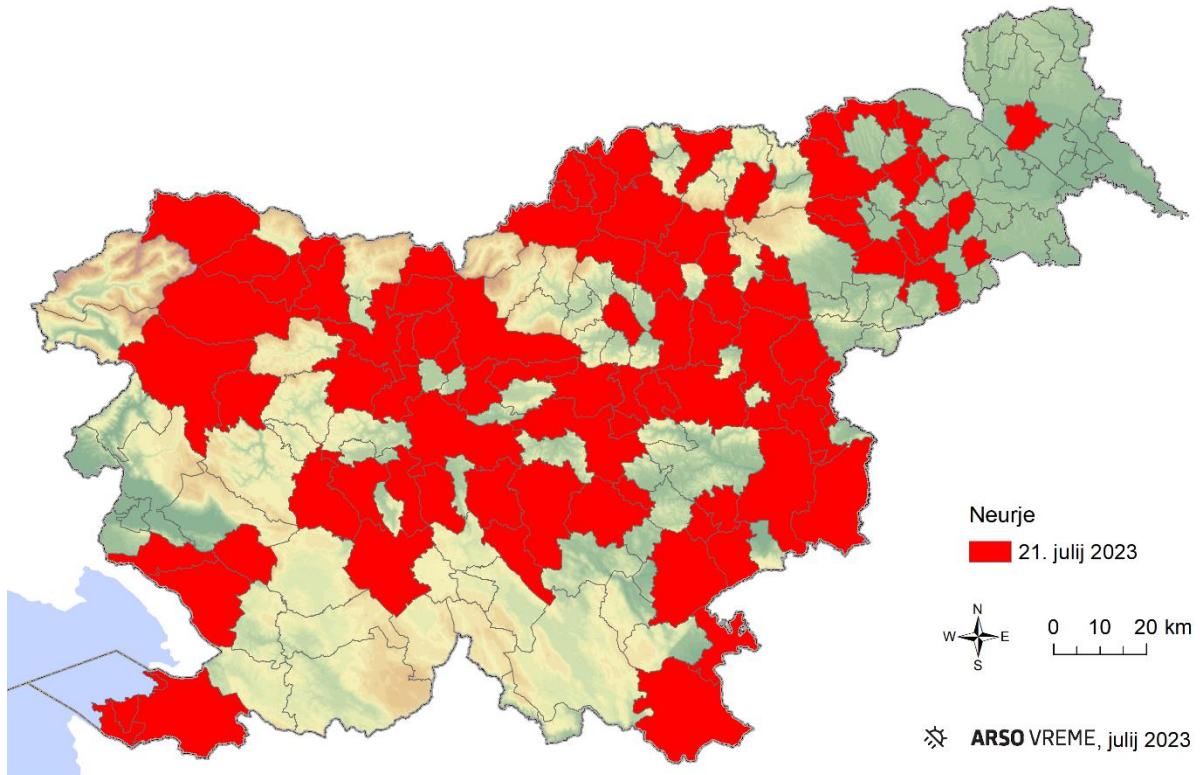 Neurje
21. julij 2023
N
W E
S
0 10 20 km
ARSO VREME, julij 2023